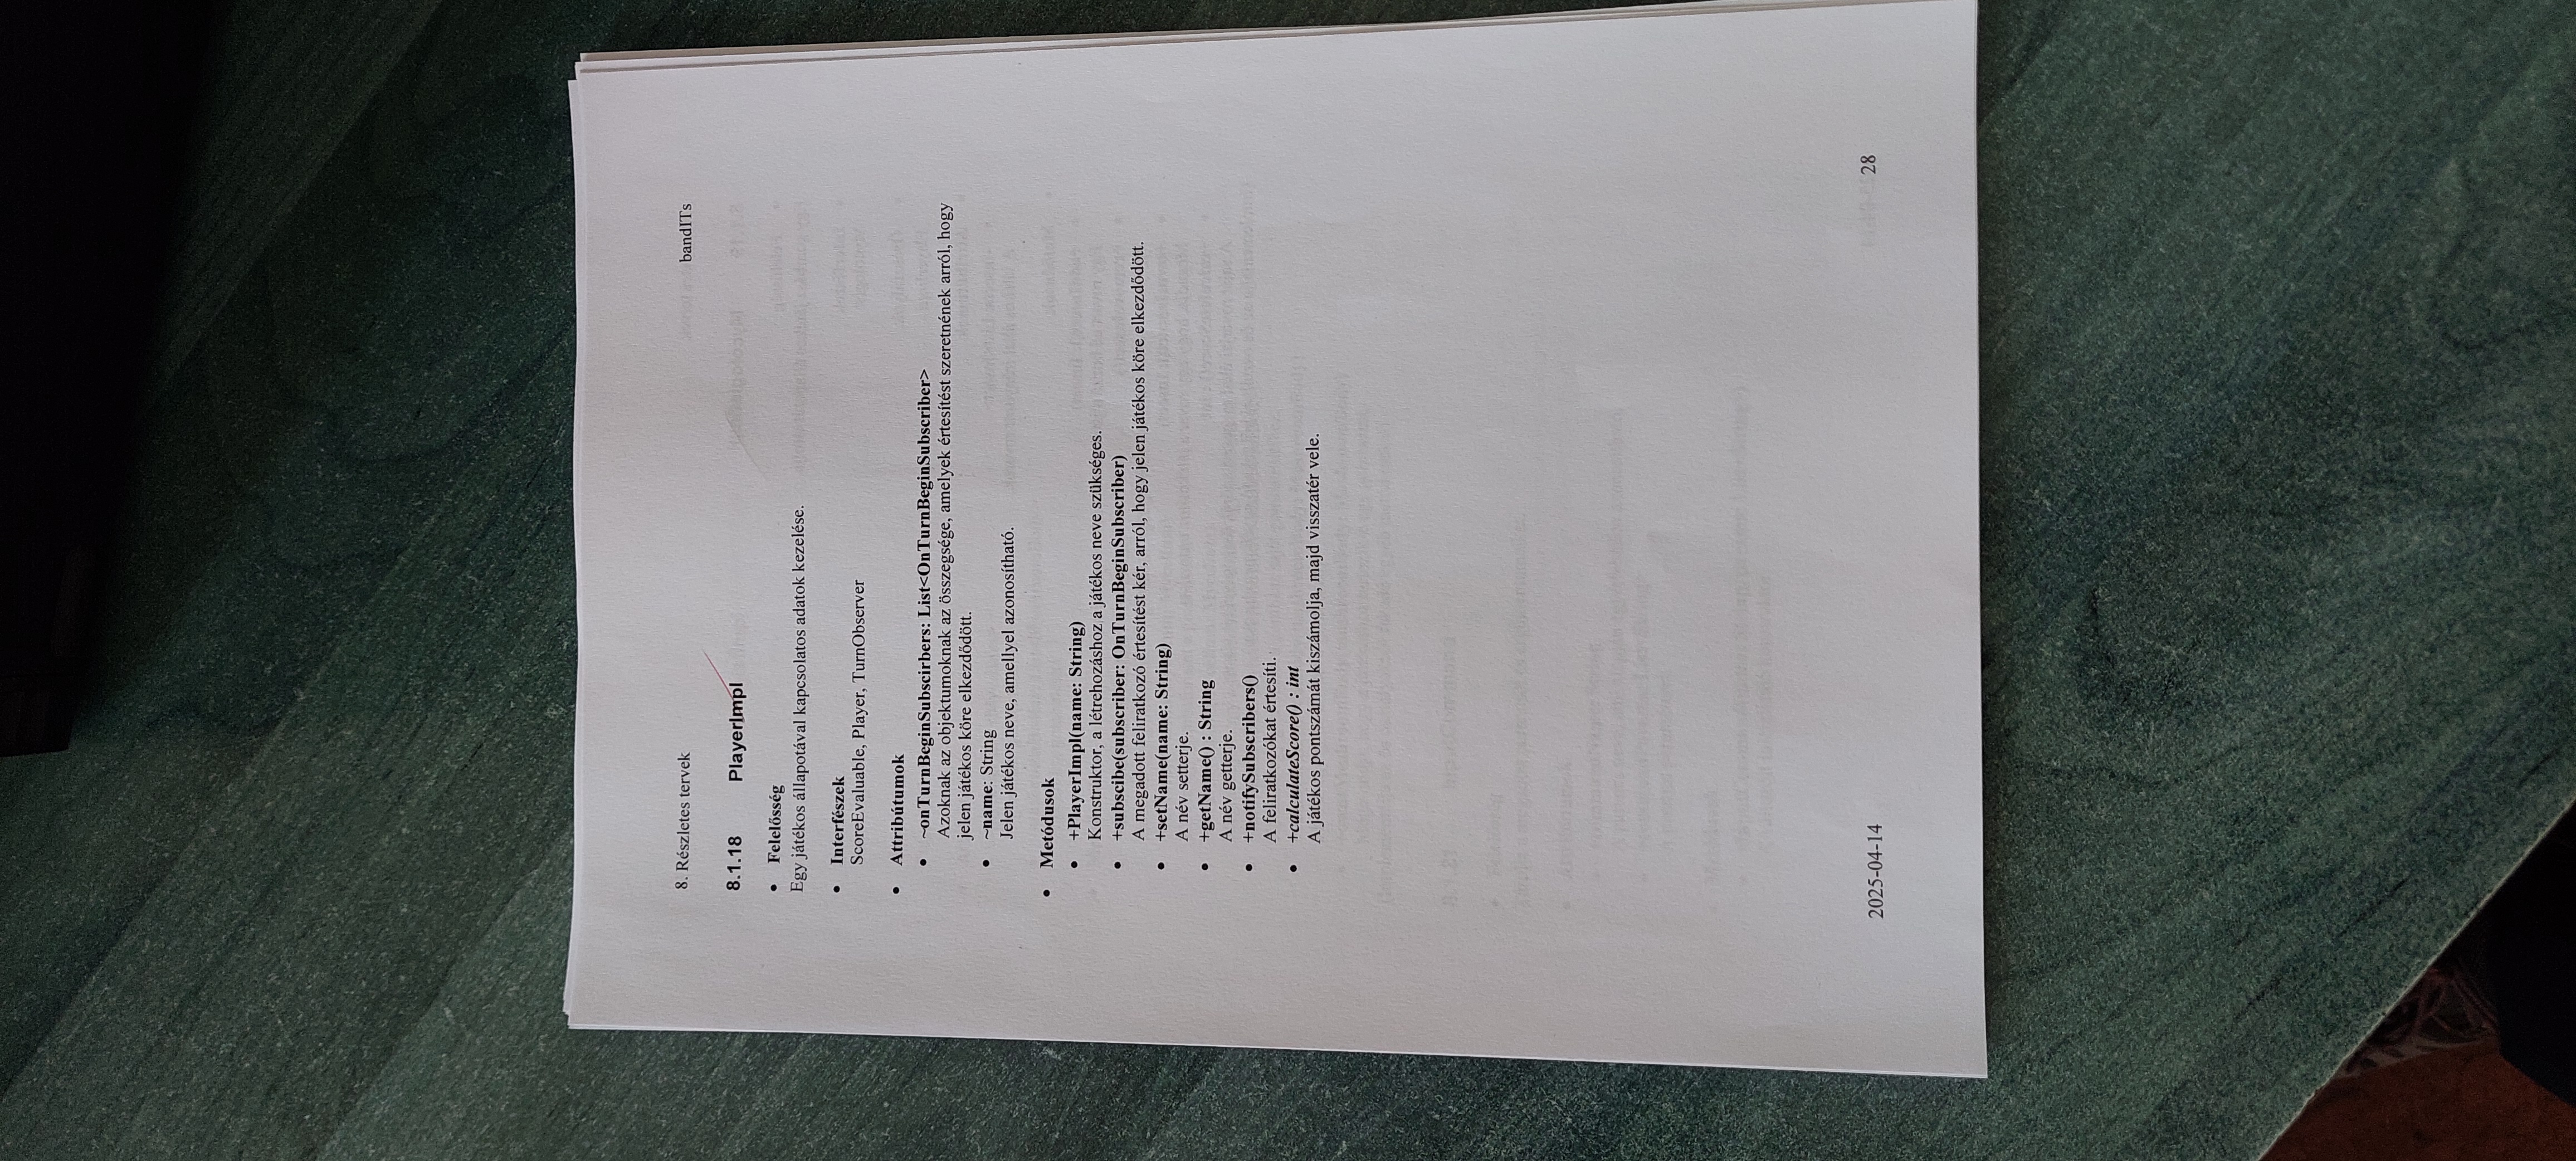 8. Részletes tervek bandITs
8.1.18 PlayerImpl
• Felelősség
Egy játékos állapotával kapcsolatos adatok kezelése.
• Interfészek
ScoreEvaluable, Player, TurnObserver
• Attribútumok
• ~onTurnBeginSubscirbers: List<OnTurnBeginSubscriber>
Azoknak az objektumoknak az összegsége, amelyek értesítést szeretnének arról, hogy
jelen játékos köre elkezdődött.
• ~name: String
Jelen játékos neve, amellyel azonosítható.
• Metódusok
• +PlayerImpl(name: String)
Konstruktor, a létrehozáshoz a játékos neve szükséges.
• +subscibe(subscriber: OnTurnBeginSubscriber)
A megadott feliratkozó értesítést kér, arról, hogy jelen játékos köre elkezdődött.
• +setName(name: String)
A név setterje.
• +getName() : String
A név getterje.
• +notifySubscribers()
A feliratkozókat értesíti.
• +calculateScore() : int
A játékos pontszámát kiszámolja, majd visszatér vele.
2025-04-14 28